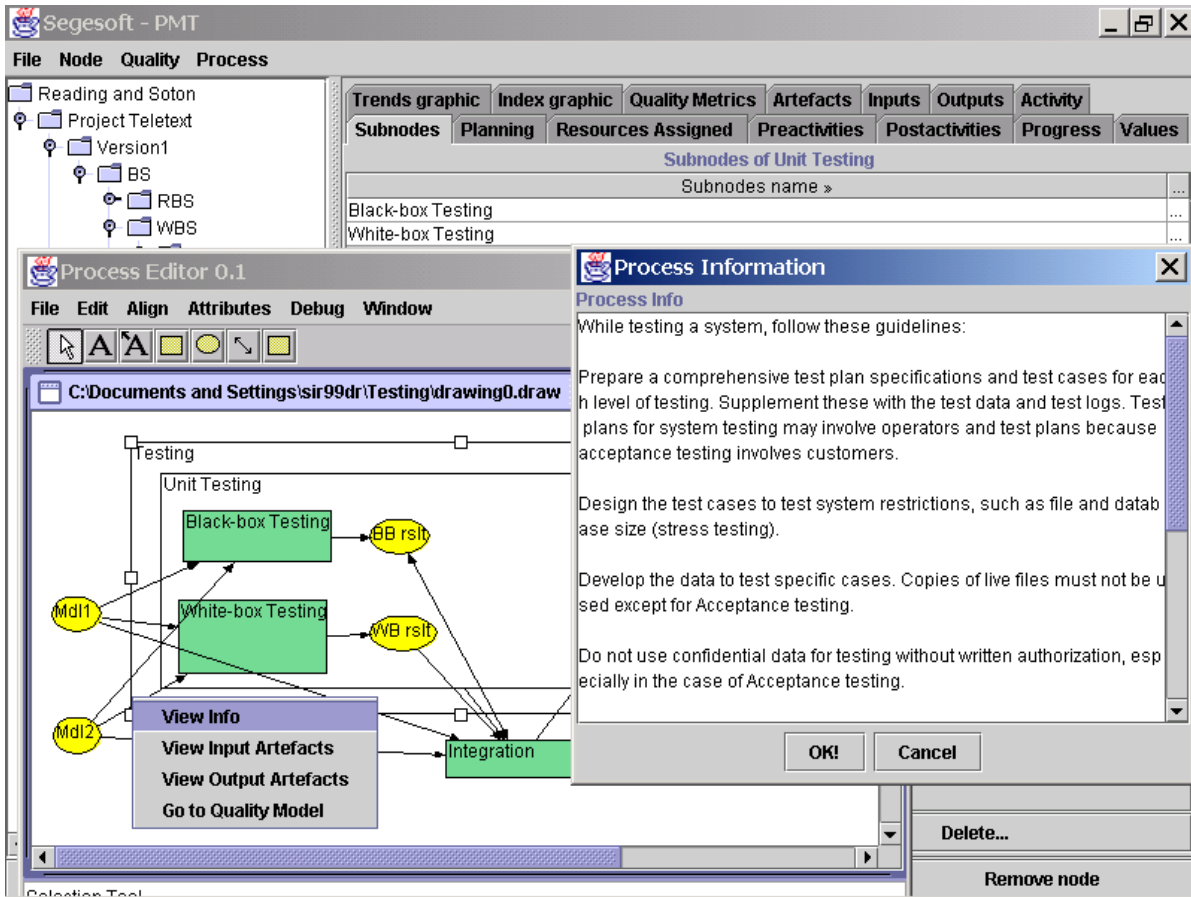 Segesoft - PMT
File Node Quality Process
Reading and Soton
Project Teletext
Version1
BS
RBS
WBS
Trends graphic Index graphic Quality Metrics Artefacts Inputs Outputs Activity
Subnodes Planning Resources Assigned Preactivities Postactivities Progress Values
Subnodes of Unit Testing
Subnodes name » ...
Black-box Testing ...
White-box Testing ...
Process Editor 0.1
File Edit Align Attributes Debug Window
A A
C:\Documents and Settings\sir99dr\Testing\drawing0.draw
Testing
Unit Testing
Black-box Testing
BB rslt
Mdl1
White-box Testing
WB rslt
Mdl2
Integration
View Info
View Input Artefacts
View Output Artefacts
Go to Quality Model
Process Information
Process Info
While testing a system, follow these guidelines:
Prepare a comprehensive test plan specifications and test cases for eac
h level of testing. Supplement these with the test data and test logs. Test
plans for system testing may involve operators and test plans because
acceptance testing involves customers.
Design the test cases to test system restrictions, such as file and datab
ase size (stress testing).
Develop the data to test specific cases. Copies of live files must not be u
sed except for Acceptance testing.
Do not use confidential data for testing without written authorization, esp
ecially in the case of Acceptance testing.
OK! Cancel
Delete...
Remove node
Selection Tool